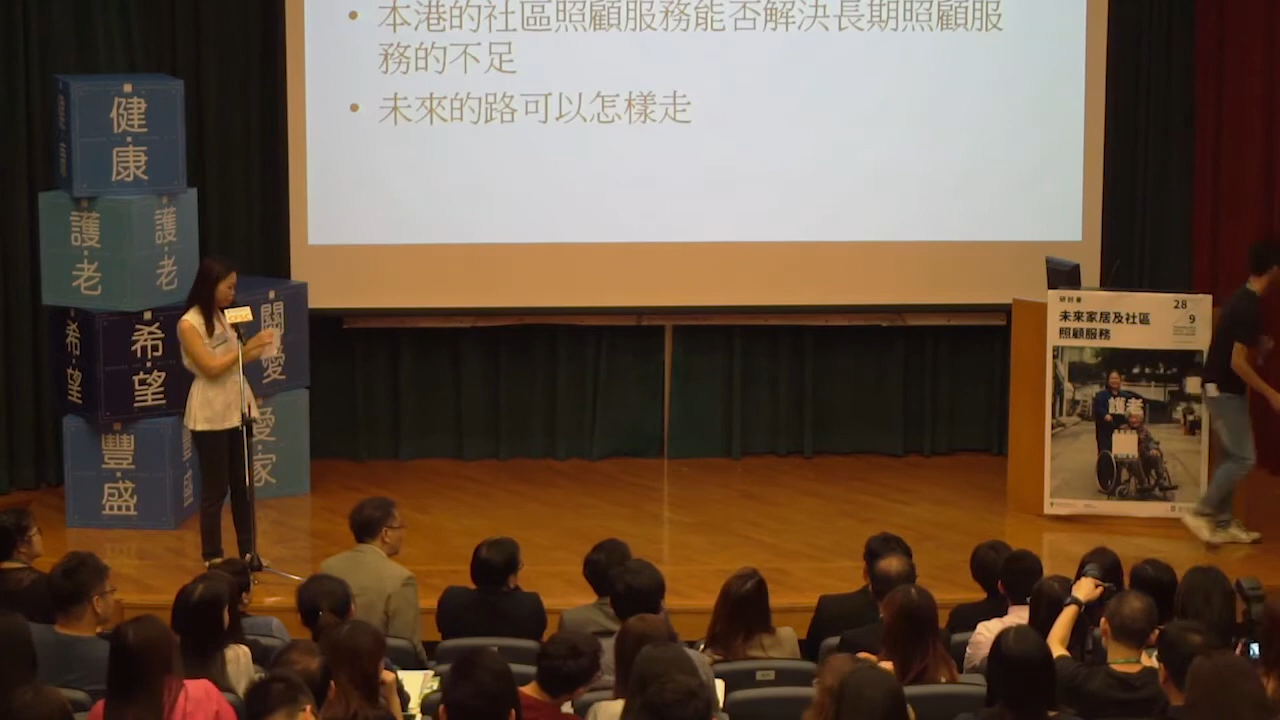 • 本港的社區照顧服務能否解決長期照顧服
務的不足
• 未來的路可以怎樣走
健・康
護・老
護・老
希・望
希・望
關・愛
豐・盛
愛・家
CFSC
研討會
28
9
未來家居及社區
照顧服務
護老